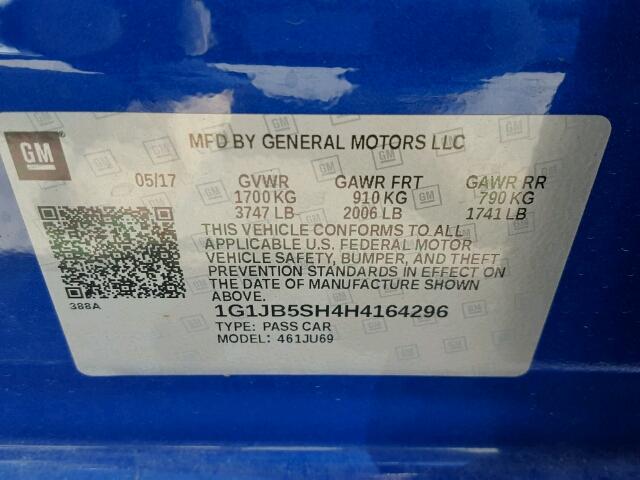 GM
MFD BY GENERAL MOTORS LLC
05/17 GVWR GAWR FRT GAWR RR
1700 KG 910 KG 790 KG
3747 LB 2006 LB 1741 LB
THIS VEHICLE CONFORMS TO ALL
APPLICABLE U.S. FEDERAL MOTOR
VEHICLE SAFETY, BUMPER, AND THEFT
PREVENTION STANDARDS IN EFFECT ON
THE DATE OF MANUFACTURE SHOWN
ABOVE.
388A
1G1JB5SH4H4164296
TYPE: PASS CAR
MODEL: 461JU69